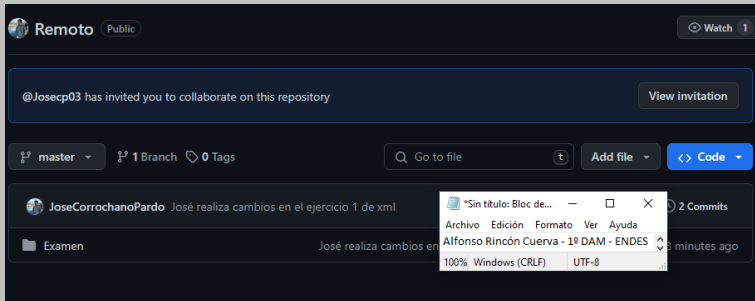 Remoto Public Watch 1
@Josecp03 has invited you to collaborate on this repository View invitation
master 1 Branch 0 Tags Go to file t Add file Code
JoseCorrochanoPardo José realiza cambios en el ejercicio 1 de xml 2 Commits
Examen José realiza cambios en minutes ago
*Sin título: Bloc de...
Archivo Edición Formato Ver Ayuda
Alfonso Rincón Cuerva - 1º DAM - ENDES
100% Windows (CRLF) UTF-8